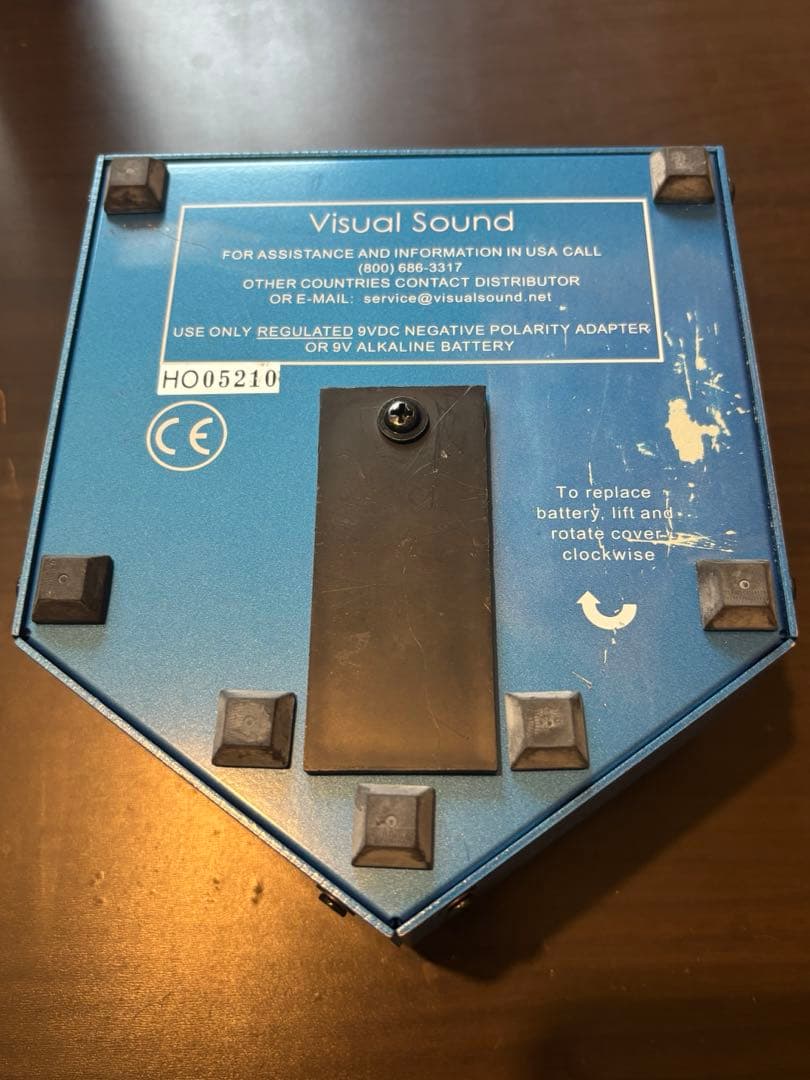 Visual Sound
FOR ASSISTANCE AND INFORMATION IN USA CALL
(800) 686-3317
OTHER COUNTRIES CONTACT DISTRIBUTOR
OR E-MAIL: service@visualsound.net
USE ONLY REGULATED 9VDC NEGATIVE POLARITY ADAPTER
OR 9V ALKALINE BATTERY
HO05210
CE
To replace
battery, lift and
rotate cover
clockwise